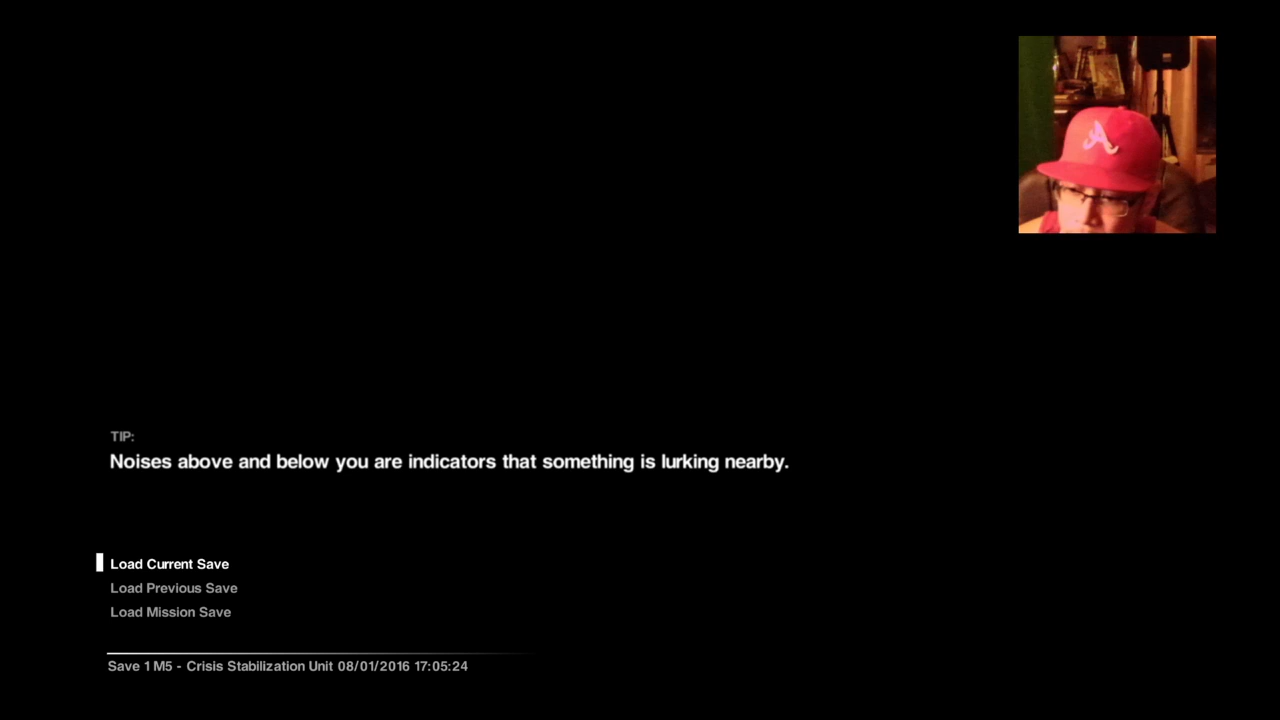 A
TIP:
Noises above and below you are indicators that something is lurking nearby.
Load Current Save
Load Previous Save
Load Mission Save
Save 1 M5 - Crisis Stabilization Unit 08/01/2016 17:05:24